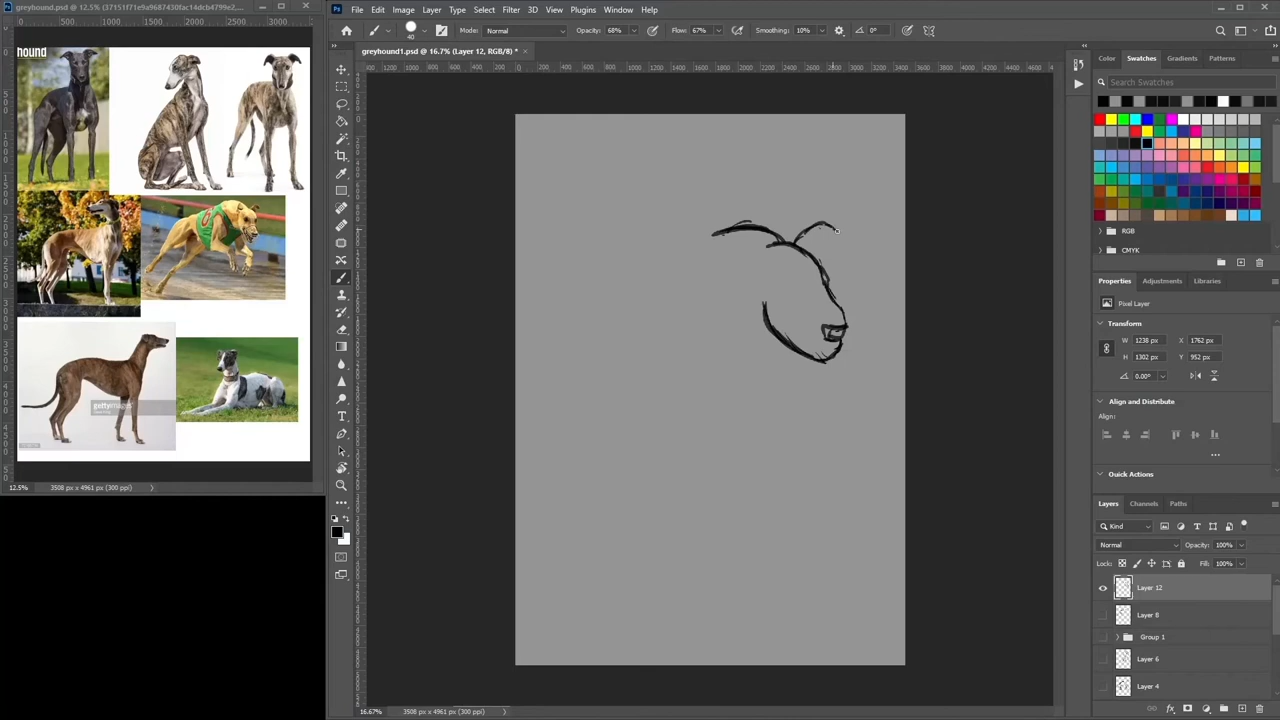 greyhound.psd @ 12.5% (37151f71e9a9687430fac14dcb4799e2...
File Edit Image Layer Type Select Filter 3D View Plugins Window Help
40
Mode: Normal
Opacity: 68%
Flow: 67%
Smoothing: 10%
0°
greyhound1.psd @ 16.7% (Layer 12, RGB/8) *
hound
gettyimages
12.5%
3508 px x 4961 px (300 ppi)
16.67%
3508 px x 4961 px (300 ppi)
Color Swatches Gradients Patterns
Search Swatches
RGB
CMYK
Properties Adjustments Libraries
Pixel Layer
Transform
W 1238 px X 1762 px
H 1302 px Y 952 px
0.00°
Align and Distribute
Align:
Quick Actions
Layers Channels Paths
Kind
Normal Opacity: 100%
Lock: Fill: 100%
Layer 12
Layer 8
Group 1
Layer 6
Layer 4